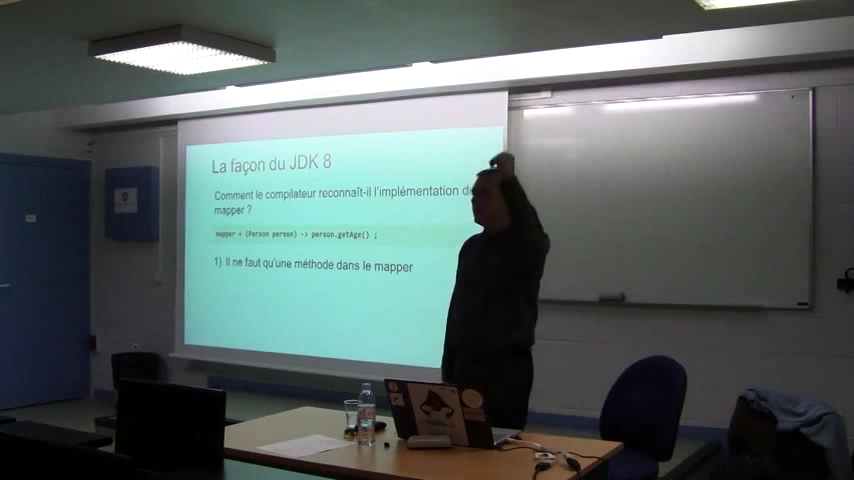 La façon du JDK 8
Comment le compilateur reconnaît-il l'implémentation
mapper ?
mapper = (Person person) -> person.getAge() ;
1) Il ne faut qu'une méthode dans le mapper